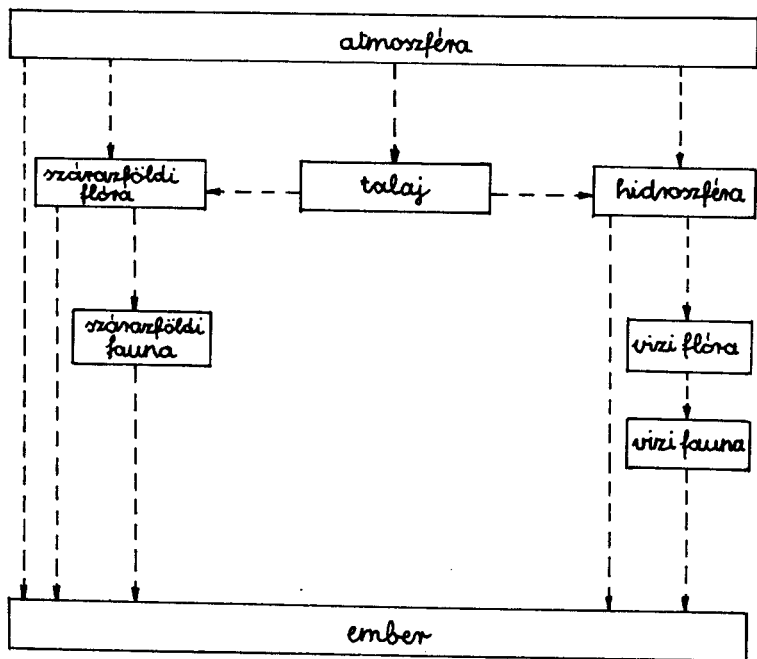 atmoszféra
szárazföldi
flóra
talaj
hidroszféra
szárazföldi
fauna
vizi flóra
vizi fauna
ember